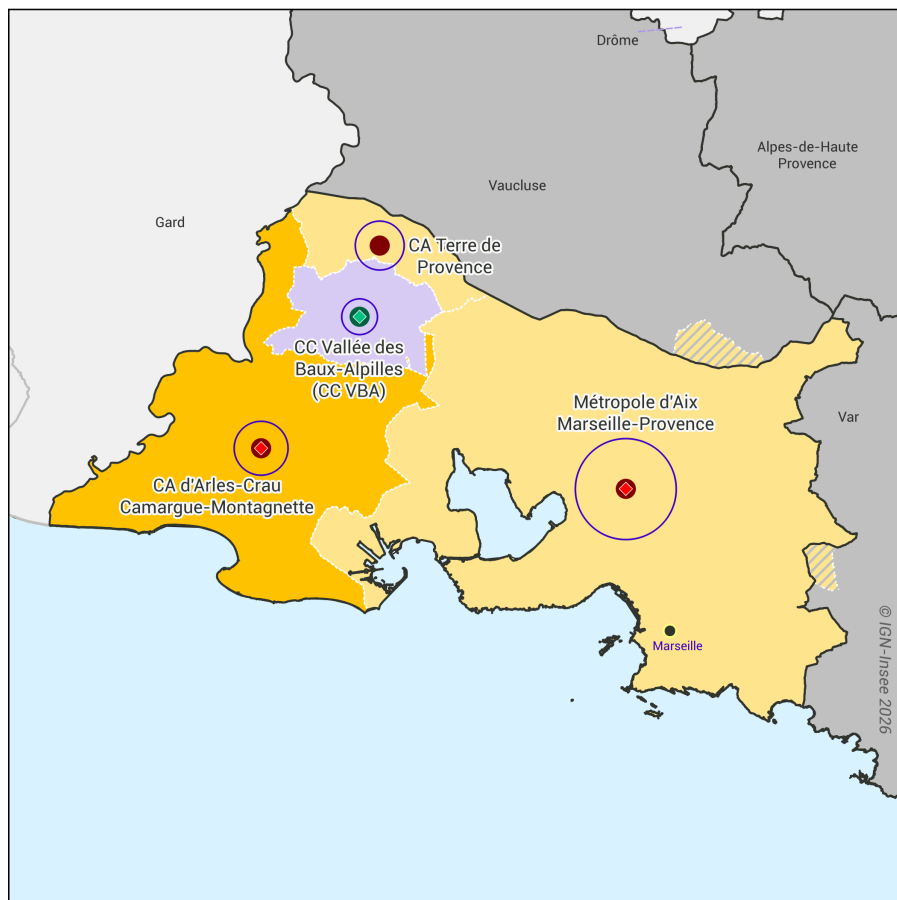 Drôme
Alpes-de-Haute
Provence
Vaucluse
Gard
CA Terre de
Provence
CC Vallée des
Baux-Alpilles
(CC VBA)
Métropole d'Aix
Marseille-Provence
Var
CA d'Arles-Crau
Camargue-Montagnette
Marseille
© IGN-Insee 2026